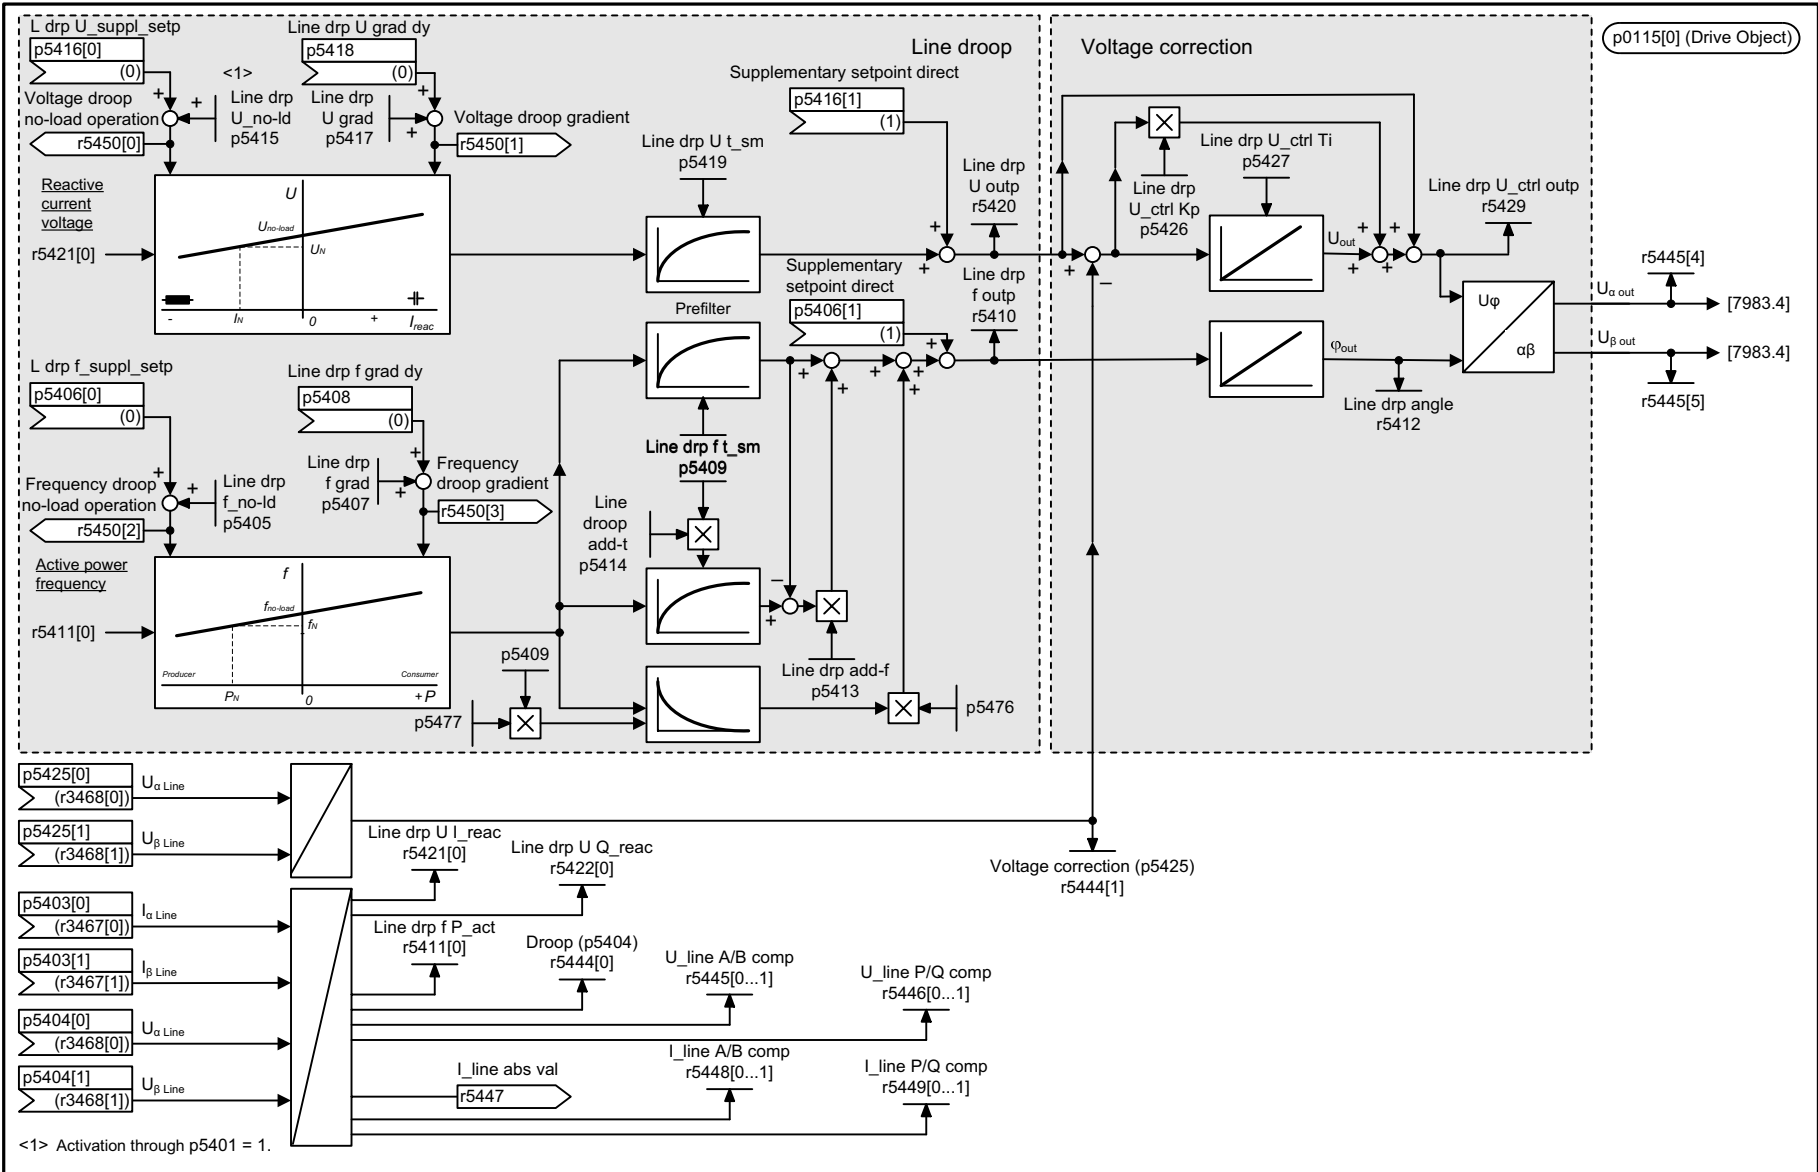 L drp U_suppl_setp
p5416[0]
(0)
Line drp U grad dy
p5418
(0)
<1>
Line drp
U_no-ld
p5415
Voltage droop
no-load operation
r5450[0]
Line drp
U grad
p5417
Voltage droop gradient
r5450[1]
Reactive
current
voltage
r5421[0]
U
Uno-load
UN
-
IN
0
+
Ireac
Line drp U t_sm
p5419
Line droop
Supplementary setpoint direct
p5416[1]
(1)
Line drp
U outp
r5420
Prefilter
Supplementary
setpoint direct
p5406[1]
(1)
Line drp
f outp
r5410
L drp f_suppl_setp
p5406[0]
(0)
Line drp f grad dy
p5408
(0)
Frequency droop
no-load operation
r5450[2]
Line drp
f_no-ld
p5405
Line drp
f grad
p5407
Frequency
droop gradient
r5450[3]
Active power
frequency
r5411[0]
f
fno-load
fN
Producer
Consumer
PN
0
+P
Line drp f t_sm
p5409
Line
droop
add-t
p5414
p5409
p5477
Line drp add-f
p5413
p5476
Voltage correction
Line drp
U_ctrl Kp
p5426
Line drp U_ctrl Ti
p5427
Uout
Line drp U_ctrl outp
r5429
φout
Line drp angle
r5412
Uφ
αβ
p0115[0] (Drive Object)
r5445[4]
Uα out
[7983.4]
Uβ out
[7983.4]
r5445[5]
p5425[0]
(r3468[0])
Uα Line
p5425[1]
(r3468[1])
Uβ Line
p5403[0]
(r3467[0])
Iα Line
p5403[1]
(r3467[1])
Iβ Line
p5404[0]
(r3468[0])
Uα Line
p5404[1]
(r3468[1])
Uβ Line
Line drp U I_reac
r5421[0]
Line drp U Q_reac
r5422[0]
Line drp f P_act
r5411[0]
Droop (p5404)
r5444[0]
U_line A/B comp
r5445[0...1]
U_line P/Q comp
r5446[0...1]
I_line abs val
r5447
I_line A/B comp
r5448[0...1]
I_line P/Q comp
r5449[0...1]
Voltage correction (p5425)
r5444[1]
<1> Activation through p5401 = 1.